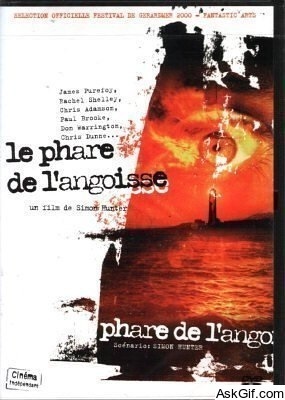 SELECTION OFFICIELLE FESTIVAL DE GERARDMER 2000 - FANTASTIC'ARTS
James Purefoy,
Rachel Shelley,
Chris Adamson,
Paul Brooke,
Don Warrington,
Chris Dunne...
le phare
de l'angoisse
un film de Simon Hunter
phare de l'ango
Scénario: SIMON HUNTER
Cinéma
Indépendant
AskGif.com